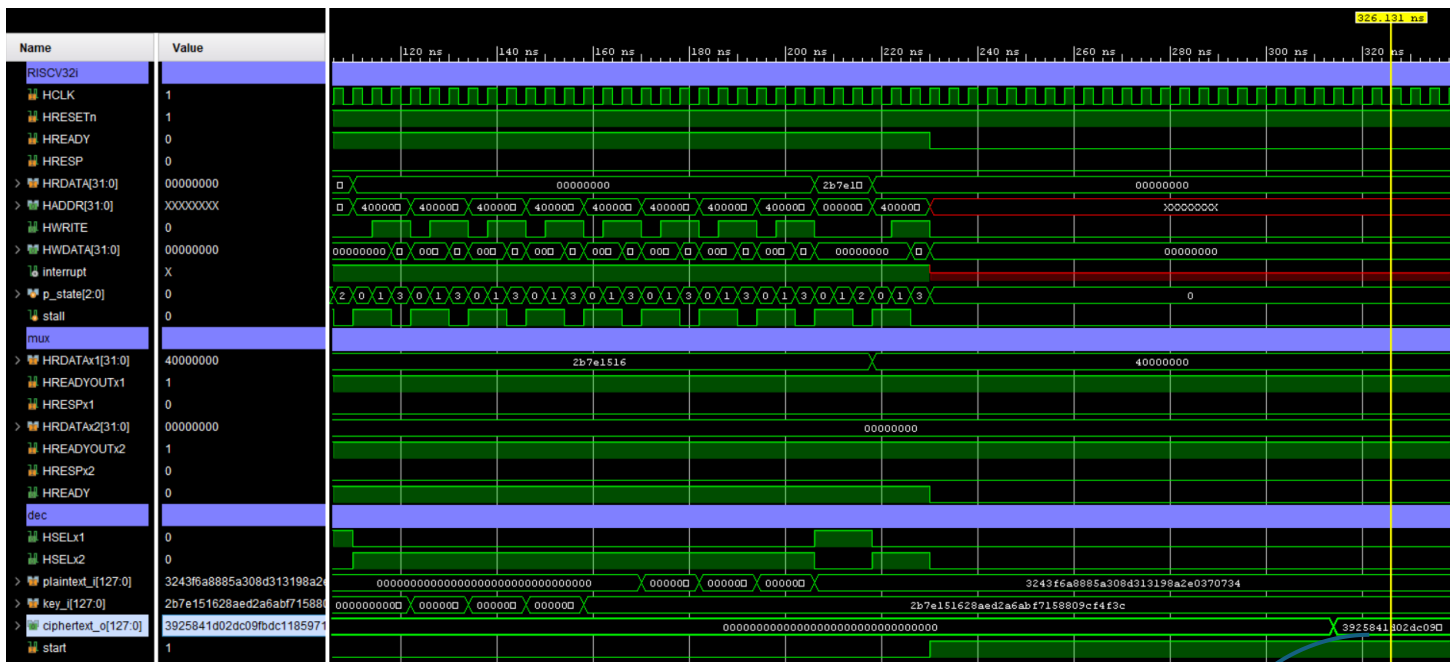 326.131 ns
Name Value 120 ns 140 ns 160 ns 180 ns 200 ns 220 ns 240 ns 260 ns 280 ns 300 ns 320 ns
RISCV32i
HCLK 1
HRESETn 1
HREADY 0
HRESP 0
HRDATA[31:0] 00000000 00000000 2b7e1 00000000
HADDR[31:0] XXXXXXXX 40000 40000 40000 40000 40000 40000 40000 40000 00000 40000 XXXXXXXX
HWRITE 0
HWDATA[31:0] 00000000 00000000 00 00 00 00 00 00 00 00000000 00000000
interrupt X
p_state[2:0] 0 2 0 1 3 0 1 3 0 1 3 0 1 3 0 1 3 0 1 3 0 1 3 0 1 3 0 1 2 0 1 3 0
stall 0
mux
HRDATAx1[31:0] 40000000 2b7e1516 40000000
HREADYOUTx1 1
HRESPx1 0
HRDATAx2[31:0] 00000000 00000000
HREADYOUTx2 1
HRESPx2 0
HREADY 0
dec
HSELx1 0
HSELx2 0
plaintext_i[127:0] 3243f6a8885a308d313198a2 00000000000000000000000000000000 00000 00000 00000 3243f6a8885a308d313198a2e0370734
key_i[127:0] 2b7e151628aed2a6abf71588 000000000 00000 00000 00000 2b7e151628aed2a6abf7158809cf4f3c
ciphertext_o[127:0] 3925841d02dc09fbdc1185971 00000000000000000000000000000000 3925841d02dc09
start 1